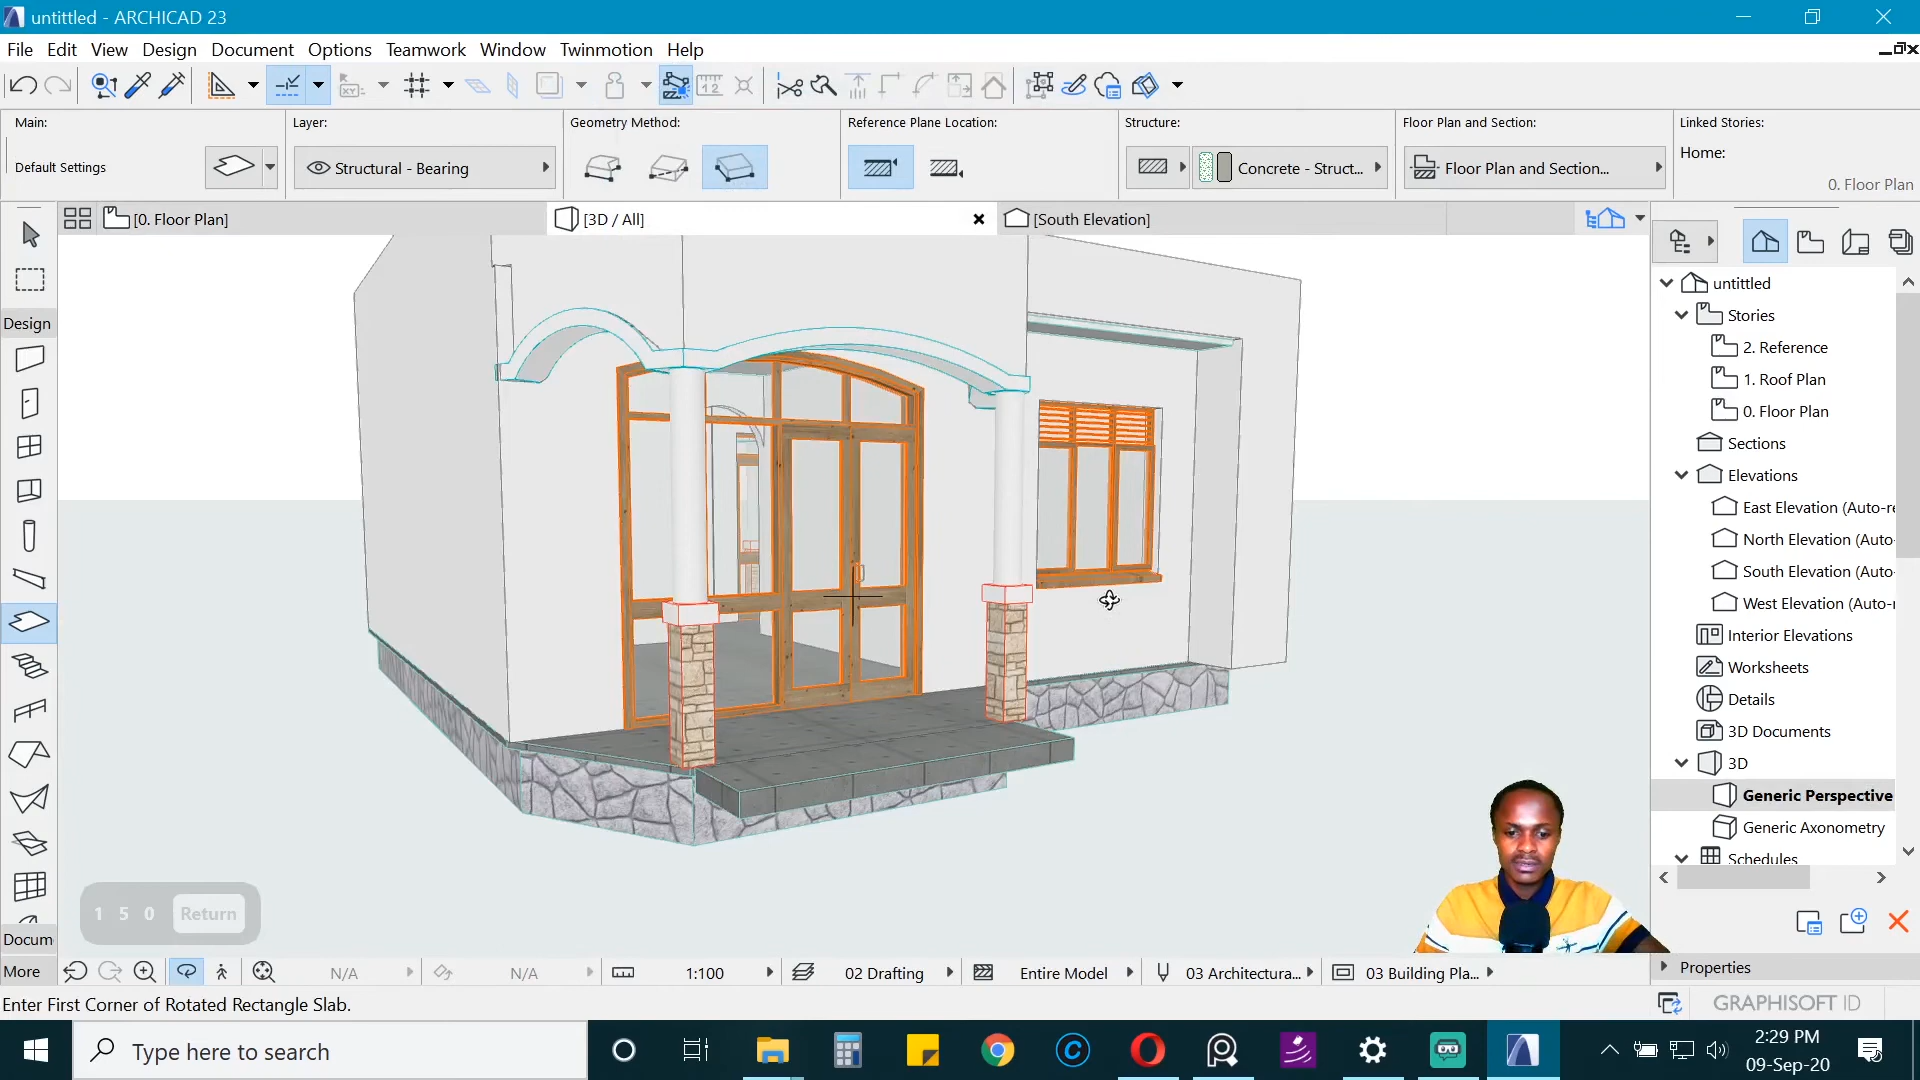 untittled - ARCHICAD 23
File Edit View Design Document Options Teamwork Window Twinmotion Help
Main:
Default Settings
Layer:
Structural - Bearing
Geometry Method:
Reference Plane Location:
Structure:
Concrete - Struct...
Floor Plan and Section:
Floor Plan and Section...
Linked Stories:
Home:
0. Floor Plan
[0. Floor Plan]
[3D / All]
[South Elevation]
Design
Docum
More
untitled
Stories
2. Reference
1. Roof Plan
0. Floor Plan
Sections
Elevations
East Elevation (Auto-re
North Elevation (Auto-
South Elevation (Auto-
West Elevation (Auto-r
Interior Elevations
Worksheets
Details
3D Documents
3D
Generic Perspective
Generic Axonometry
Schedules
Properties
1 5 0 Return
N/A
N/A
1:100
02 Drafting
Entire Model
03 Architectura...
03 Building Pla...
Enter First Corner of Rotated Rectangle Slab.
GRAPHISOFT ID
Type here to search
2:29 PM
09-Sep-20